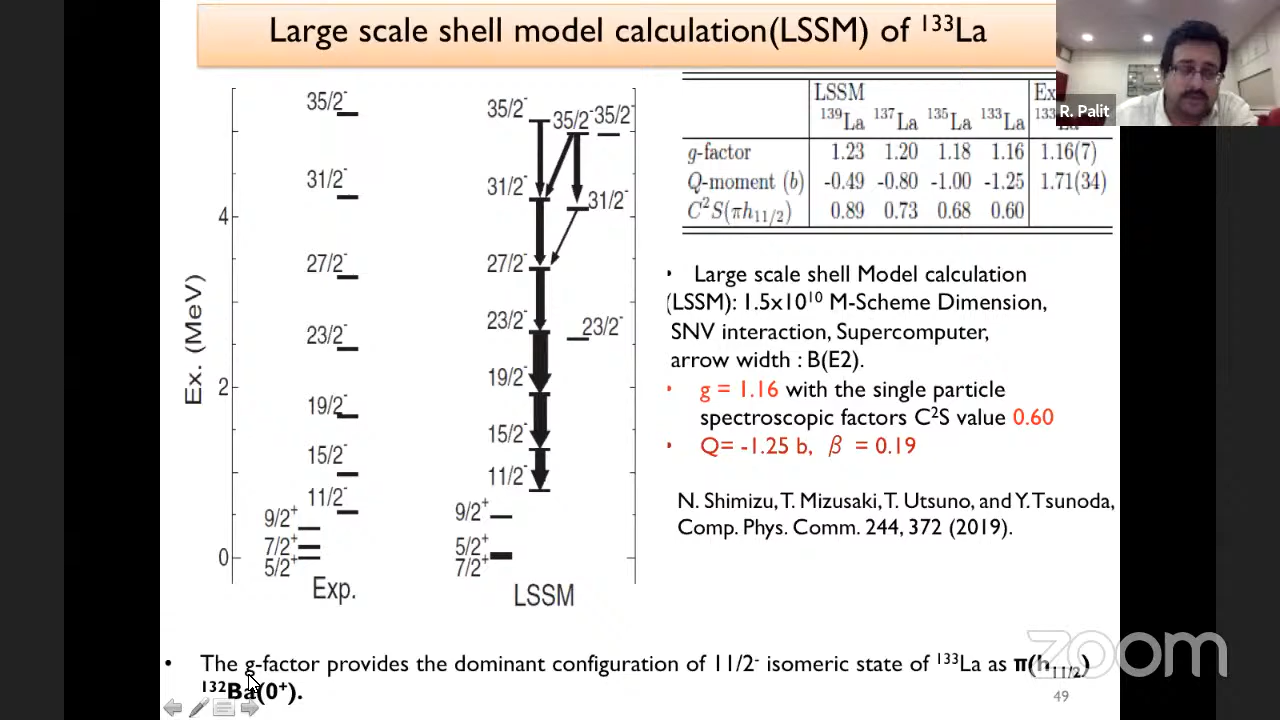 Large scale shell model calculation(LSSM) of ¹³³La
R. Palit
35/2⁻
31/2⁻
27/2⁻
23/2⁻
19/2⁻
15/2⁻
11/2⁻
9/2⁺
7/2⁺
5/2⁺
Exp.
4
2
0
Ex. (MeV)
35/2⁻ 35/2⁻ 35/2⁻
31/2⁻ 31/2⁻
27/2⁻
23/2⁻ 23/2⁻
19/2⁻
15/2⁻
11/2⁻
9/2⁺
5/2⁺
7/2⁺
LSSM
LSSM
¹³⁹La ¹³⁷La ¹³⁵La ¹³³La
g-factor 1.23 1.20 1.18 1.16 1.16(7)
Q-moment (b) -0.49 -0.80 -1.00 -1.25 1.71(34)
C²S(πh₁₁/₂) 0.89 0.73 0.68 0.60
• Large scale shell Model calculation
(LSSM): 1.5x10¹⁰ M-Scheme Dimension,
SNV interaction, Supercomputer,
arrow width : B(E2).
• g = 1.16 with the single particle
spectroscopic factors C²S value 0.60
• Q= -1.25 b, β = 0.19
N. Shimizu, T. Mizusaki, T. Utsuno, and Y. Tsunoda,
Comp. Phys. Comm. 244, 372 (2019).
• The g-factor provides the dominant configuration of 11/2⁻ isomeric state of ¹³³La as π(h₁₁/₂)
¹³²Ba(0⁺).
zoom
49